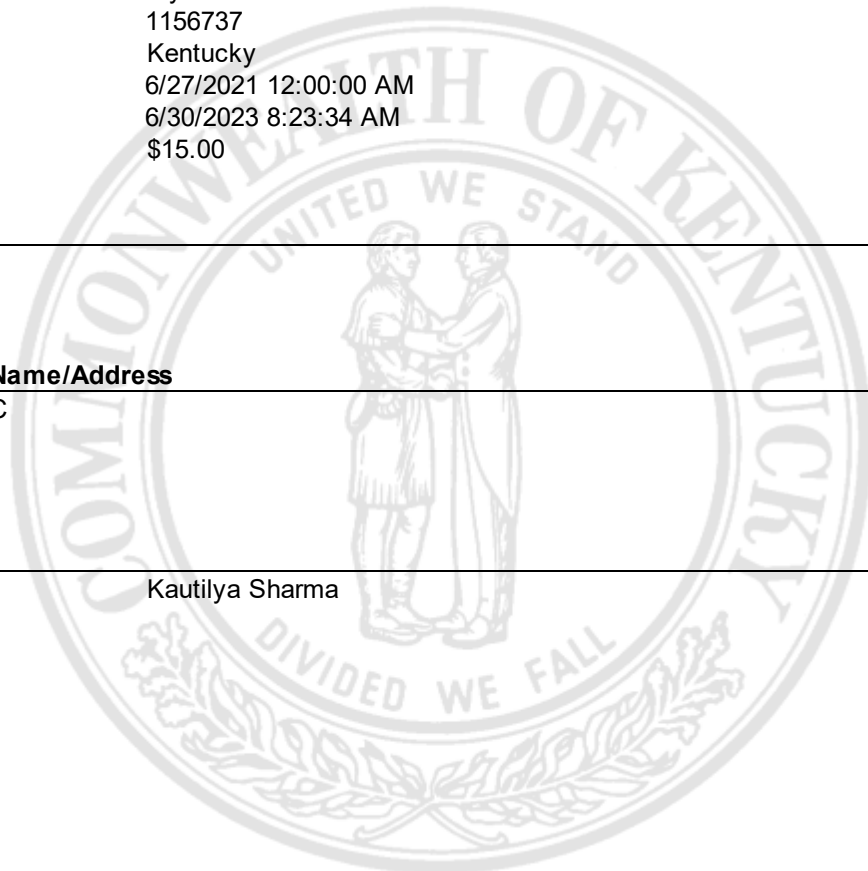 1156737
Kentucky
6/27/2021 12:00:00 AM
6/30/2023 8:23:34 AM
$15.00
COMMONWEALTH OF KENTUCKY
UNITED WE STAND
Name/Address
C
Kautilya Sharma
DIVIDED WE FALL